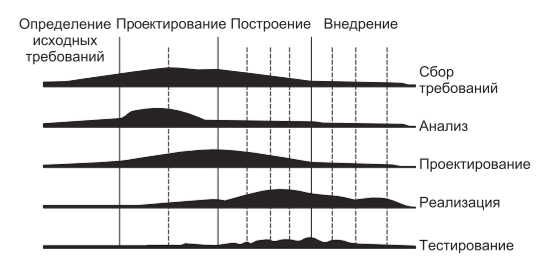 Определение Проектирование Построение Внедрение
исходных
требований
Сбор
требований
Анализ
Проектирование
Реализация
Тестирование